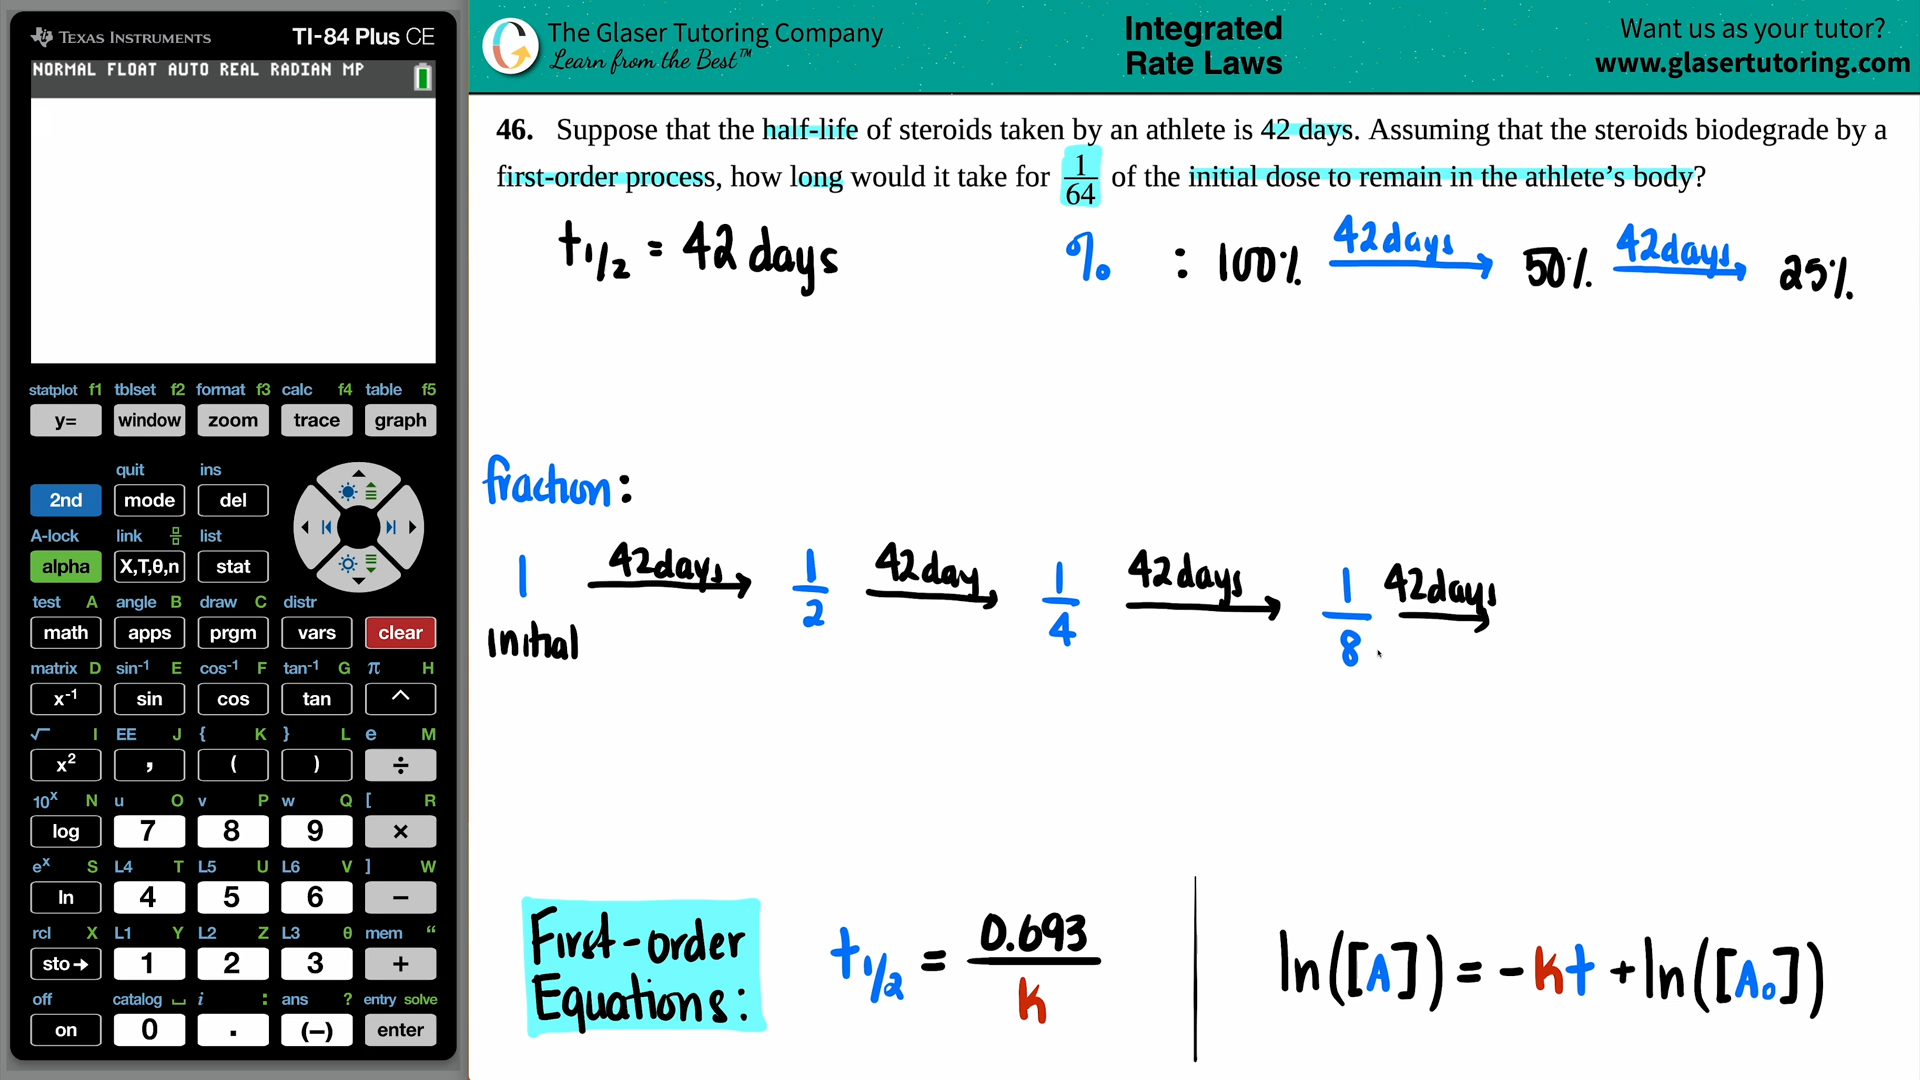 TEXAS INSTRUMENTS TI-84 Plus CE
NORMAL FLOAT AUTO REAL RADIAN MP
statplot f1 tblset f2 format f3 calc f4 table f5
y= window zoom trace graph
quit ins
2nd mode del
A-lock link list
alpha X,T,θ,n stat
test A angle B draw C distr
math apps prgm vars clear
matrix D sin⁻¹ E cos⁻¹ F tan⁻¹ G π H
x⁻¹ sin cos tan ^
√ I EE J { K } L e M
x² , ( ) ÷
10ˣ N u O v P w Q [ R
log 7 8 9 ×
eˣ S L4 T L5 U L6 V ] W
ln 4 5 6 −
rcl X L1 Y L2 Z L3 θ mem "
sto→ 1 2 3 +
off catalog ⎵ i : ans ? entry solve
on 0 . (−) enter
The Glaser Tutoring Company
Learn from the Best™
Integrated
Rate Laws
Want us as your tutor?
www.glasertutoring.com
46. Suppose that the half-life of steroids taken by an athlete is 42 days. Assuming that the steroids biodegrade by a
first-order process, how long would it take for 1/64 of the initial dose to remain in the athlete's body?
t1/2 = 42 days
% : 100% 42days → 50% 42days → 25%
fraction:
1 42days → 1/2 42day → 1/4 42days → 1/8 42days →
Initial
First-order
Equations:
t1/2 = 0.693/k
ln([A]) = -kt + ln([A₀])